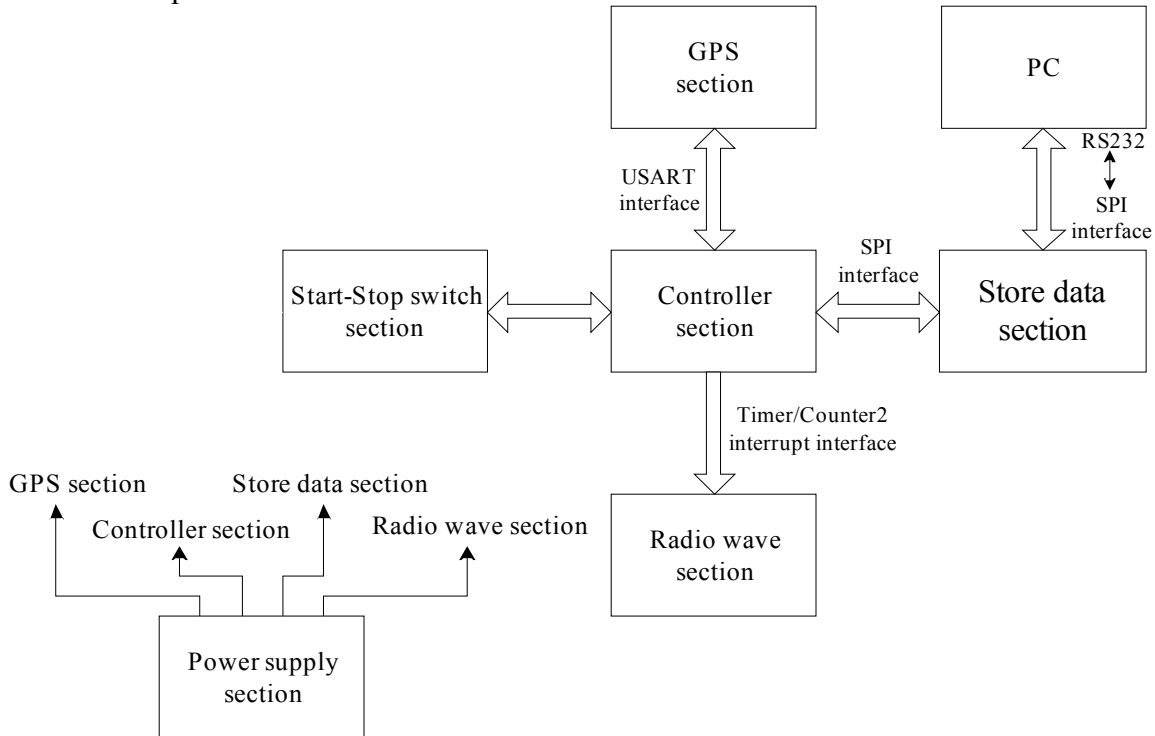 GPS
section
PC
RS232
SPI
interface
USART
interface
SPI
interface
Start-Stop switch
section
Controller
section
Store data
section
Timer/Counter2
interrupt interface
GPS section
Store data section
Controller section
Radio wave section
Radio wave
section
Power supply
section